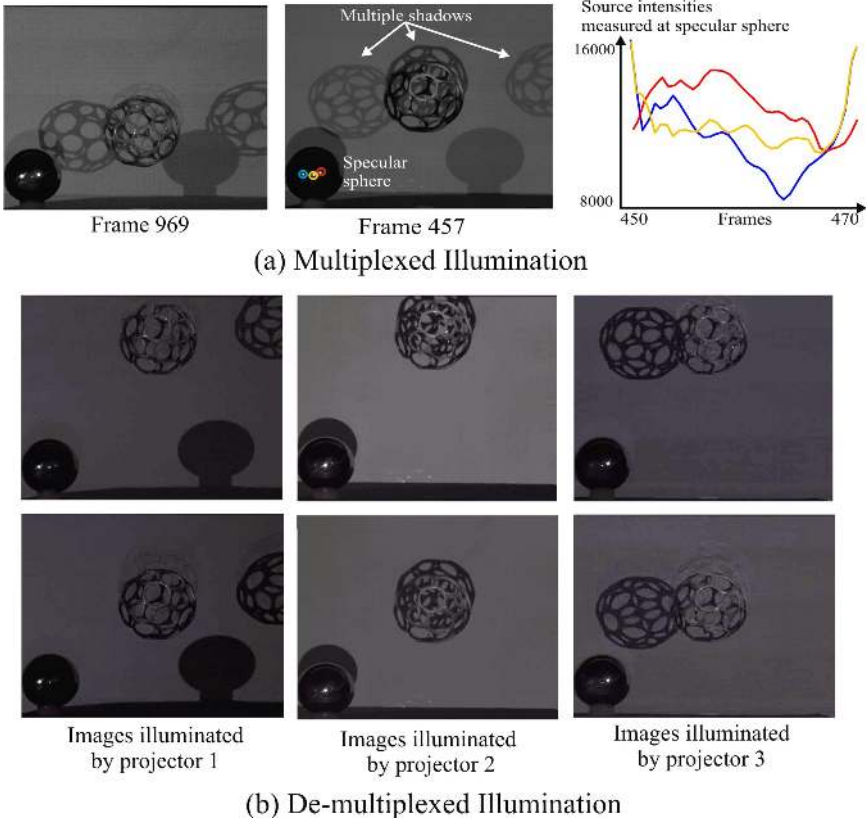 Multiple shadows
Specular
sphere
Frame 969
Frame 457
Source intensities
measured at specular sphere
16000
8000
450
Frames
470
(a) Multiplexed Illumination
Images illuminated
by projector 1
Images illuminated
by projector 2
Images illuminated
by projector 3
(b) De-multiplexed Illumination